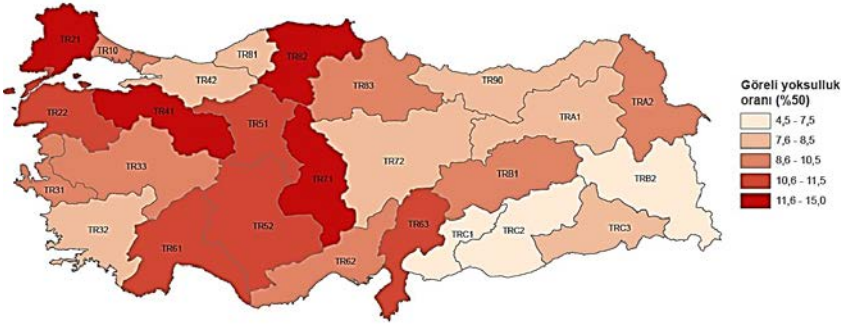 TR21
TR10
TR81
TR82
TR42
TR83
TR90
TRA2
TR22
TR41
TR51
TRA1
TR33
TR71
TR72
TRB1
TRB2
TR31
TR32
TR52
TR63
TRC1
TRC2
TRC3
TR61
TR62
Göreli yoksulluk
oranı (%50)
4,5 - 7,5
7,6 - 8,5
8,6 - 10,5
10,6 - 11,5
11,6 - 15,0